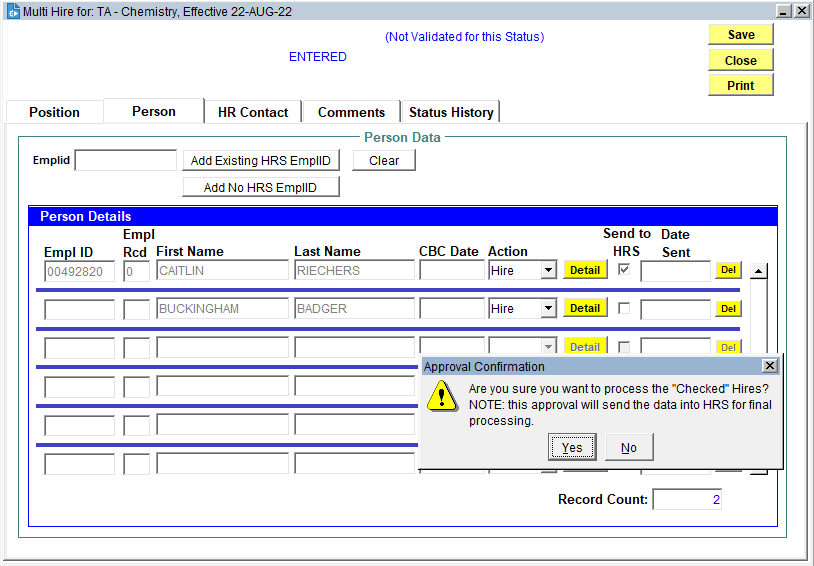 Multi Hire for: TA - Chemistry, Effective 22-AUG-22
(Not Validated for this Status)
Save
ENTERED
Close
Print
Position
Person
HR Contact
Comments
Status History
Person Data
Emplid
Add Existing HRS EmplID
Clear
Add No HRS EmplID
Person Details
Empl ID
Empl
Rcd
First Name
Last Name
CBC Date
Action
Send to
HRS
Date
Sent
00492820
0
CAITLIN
RIECHERS
Hire
Detail
Del
BUCKINGHAM
BADGER
Hire
Detail
Del
Detail
Del
Approval Confirmation
Are you sure you want to process the "Checked" Hires?
NOTE: this approval will send the data into HRS for final
processing.
Yes
No
Record Count:
2